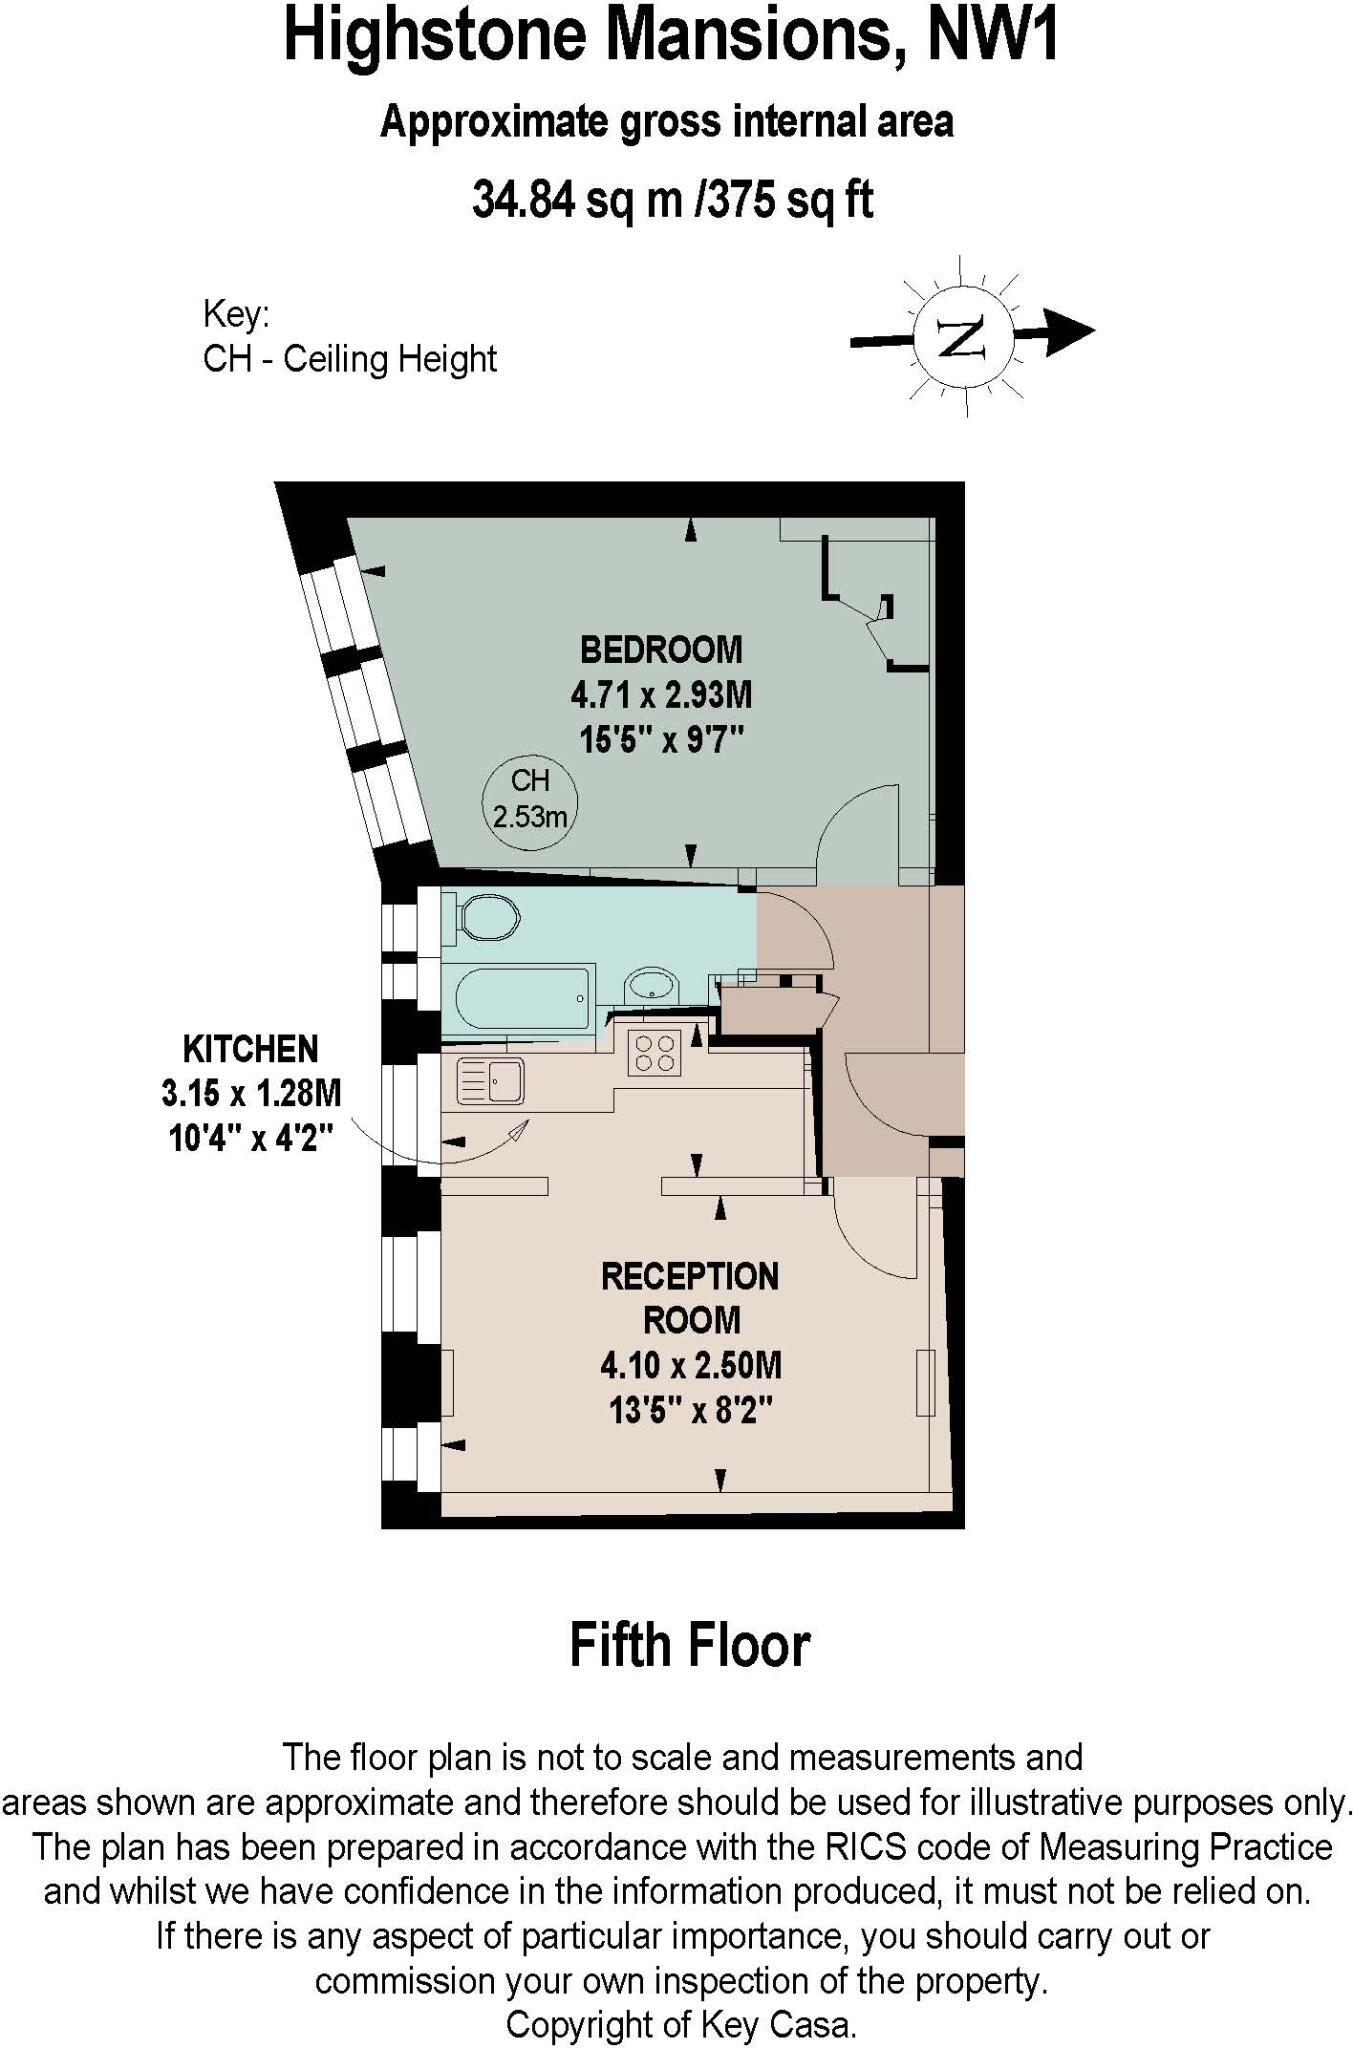 Highstone Mansions, NW1
Approximate gross internal area
34.84 sq m /375 sq ft
Key:
CH - Ceiling Height
N
BEDROOM
4.71 x 2.93M
15'5" x 9'7"
CH
2.53m
KITCHEN
3.15 x 1.28M
10'4" x 4'2"
RECEPTION
ROOM
4.10 x 2.50M
13'5" x 8'2"
Fifth Floor
The floor plan is not to scale and measurements and
areas shown are approximate and therefore should be used for illustrative purposes only.
The plan has been prepared in accordance with the RICS code of Measuring Practice
and whilst we have confidence in the information produced, it must not be relied on.
If there is any aspect of particular importance, you should carry out or
commission your own inspection of the property.
Copyright of Key Casa.